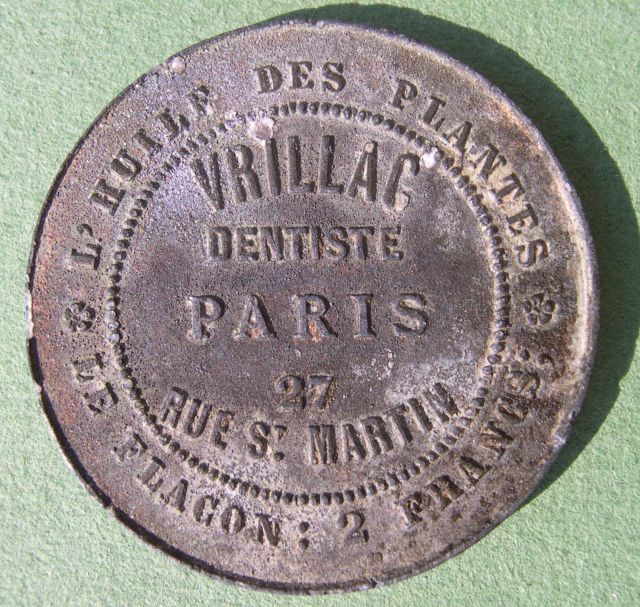 L'HUILE DES PLANTES
VRILLAC
DENTISTE
PARIS
27
RUE ST. MARTIN
LE FLACON: 2 FRANCS;